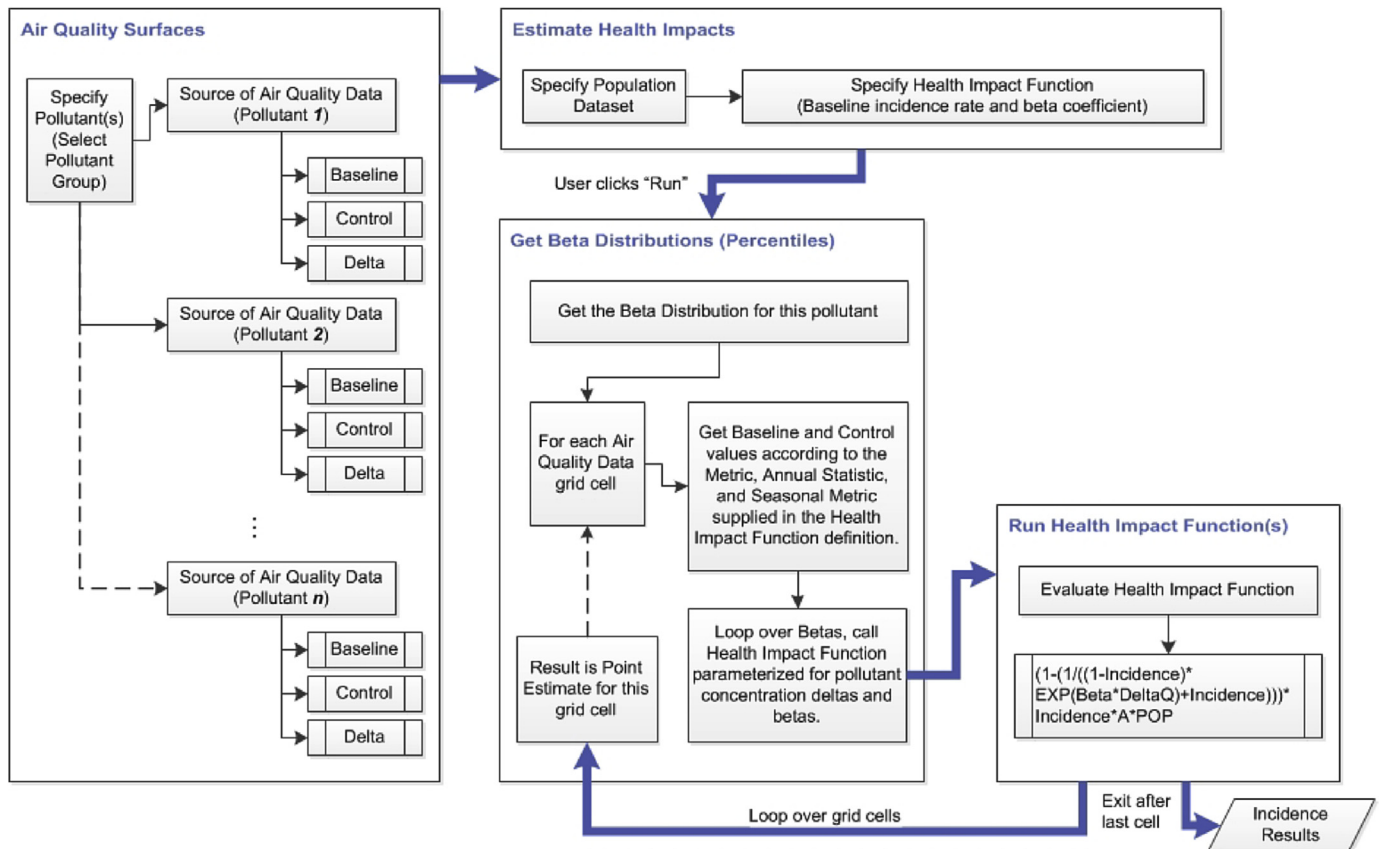 Air Quality Surfaces
Specify
Pollutant(s)
(Select
Pollutant
Group)
Source of Air Quality Data
(Pollutant 1)
Baseline
Control
Delta
Source of Air Quality Data
(Pollutant 2)
Baseline
Control
Delta
⋮
Source of Air Quality Data
(Pollutant n)
Baseline
Control
Delta
Estimate Health Impacts
Specify Population
Dataset
Specify Health Impact Function
(Baseline incidence rate and beta coefficient)
User clicks “Run”
Get Beta Distributions (Percentiles)
Get the Beta Distribution for this pollutant
For each Air
Quality Data
grid cell
Get Baseline and Control
values according to the
Metric, Annual Statistic,
and Seasonal Metric
supplied in the Health
Impact Function definition.
Loop over Betas, call
Health Impact Function
parameterized for pollutant
concentration deltas and
betas.
Result is Point
Estimate for this
grid cell
Run Health Impact Function(s)
Evaluate Health Impact Function
(1-(1/((1-Incidence)*
EXP(Beta*DeltaQ)+Incidence)))*
Incidence*A*POP
Loop over grid cells
Exit after
last cell
Incidence
Results